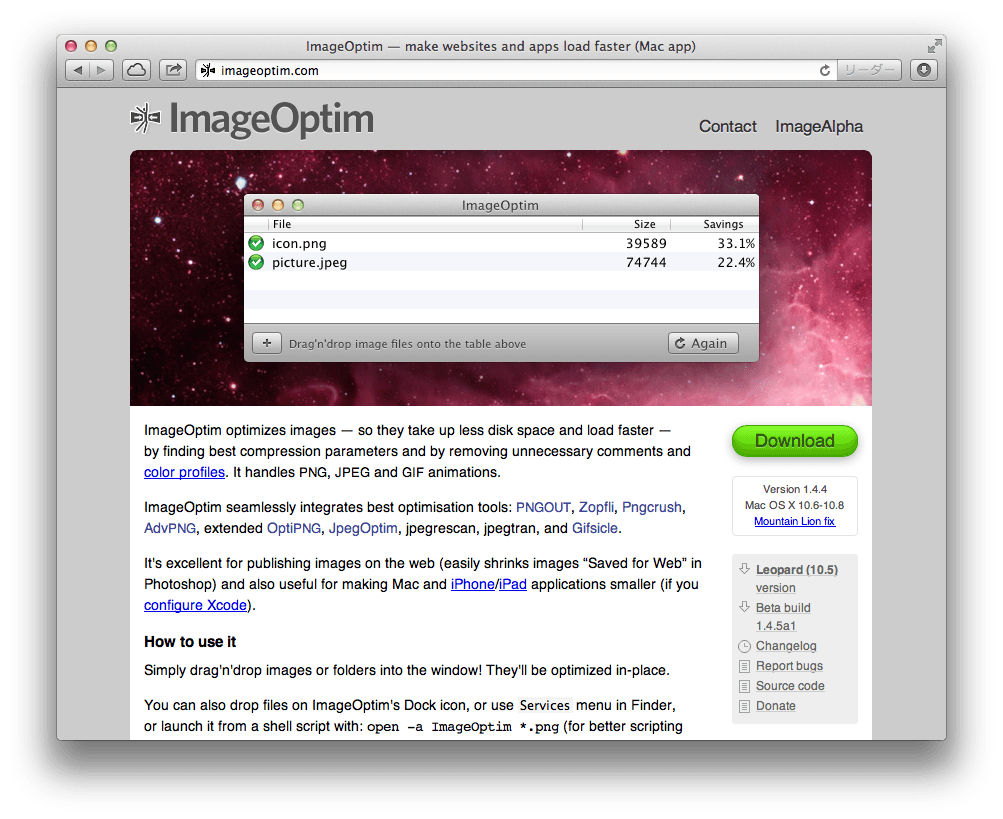 ImageOptim — make websites and apps load faster (Mac app)
imageoptim.com
リーダー
ImageOptim
Contact ImageAlpha
ImageOptim
File Size Savings
icon.png 39589 33.1%
picture.jpeg 74744 22.4%
Drag'n'drop image files onto the table above
Again
ImageOptim optimizes images — so they take up less disk space and load faster —
by finding best compression parameters and by removing unnecessary comments and
color profiles. It handles PNG, JPEG and GIF animations.
ImageOptim seamlessly integrates best optimisation tools: PNGOUT, Zopfli, Pngcrush,
AdvPNG, extended OptiPNG, JpegOptim, jpegrescan, jpegtran, and Gifsicle.
It's excellent for publishing images on the web (easily shrinks images “Saved for Web” in
Photoshop) and also useful for making Mac and iPhone/iPad applications smaller (if you
configure Xcode).
How to use it
Simply drag'n'drop images or folders into the window! They'll be optimized in-place.
You can also drop files on ImageOptim's Dock icon, or use Services menu in Finder,
or launch it from a shell script with: open -a ImageOptim *.png (for better scripting
Download
Version 1.4.4
Mac OS X 10.6-10.8
Mountain Lion fix
Leopard (10.5)
version
Beta build
1.4.5a1
Changelog
Report bugs
Source code
Donate